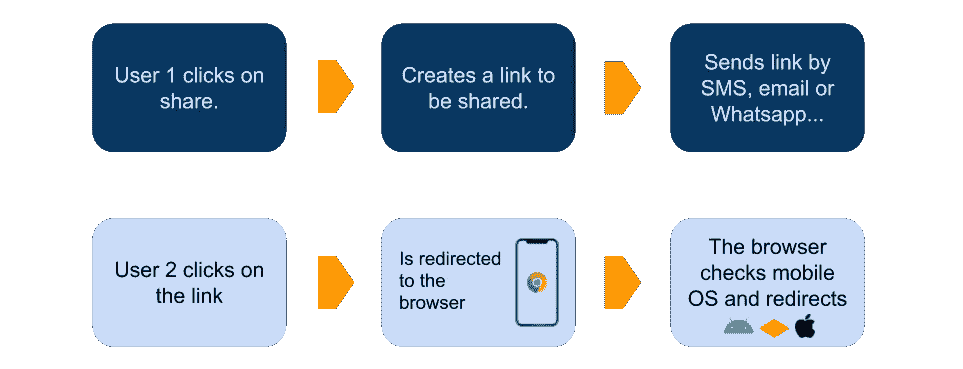 User 1 clicks on
share.
Creates a link to
be shared.
Sends link by
SMS, email or
Whatsapp...
User 2 clicks on
the link
Is redirected
to the
browser
The browser
checks mobile
OS and redirects